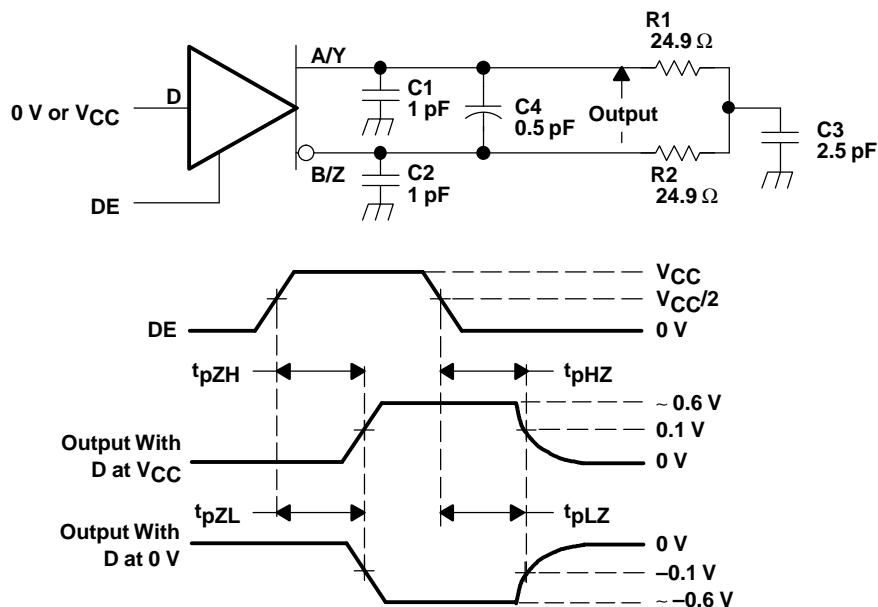 R1
24.9 Ω
A/Y
C1
1 pF
C4
0.5 pF
Output
0 V or VCC
D
C3
2.5 pF
B/Z
C2
1 pF
R2
24.9 Ω
DE
VCC
VCC/2
DE
0 V
tpZH
tpHZ
~ 0.6 V
0.1 V
Output With
D at VCC
0 V
tpZL
tpLZ
Output With
D at 0 V
0 V
–0.1 V
~ –0.6 V